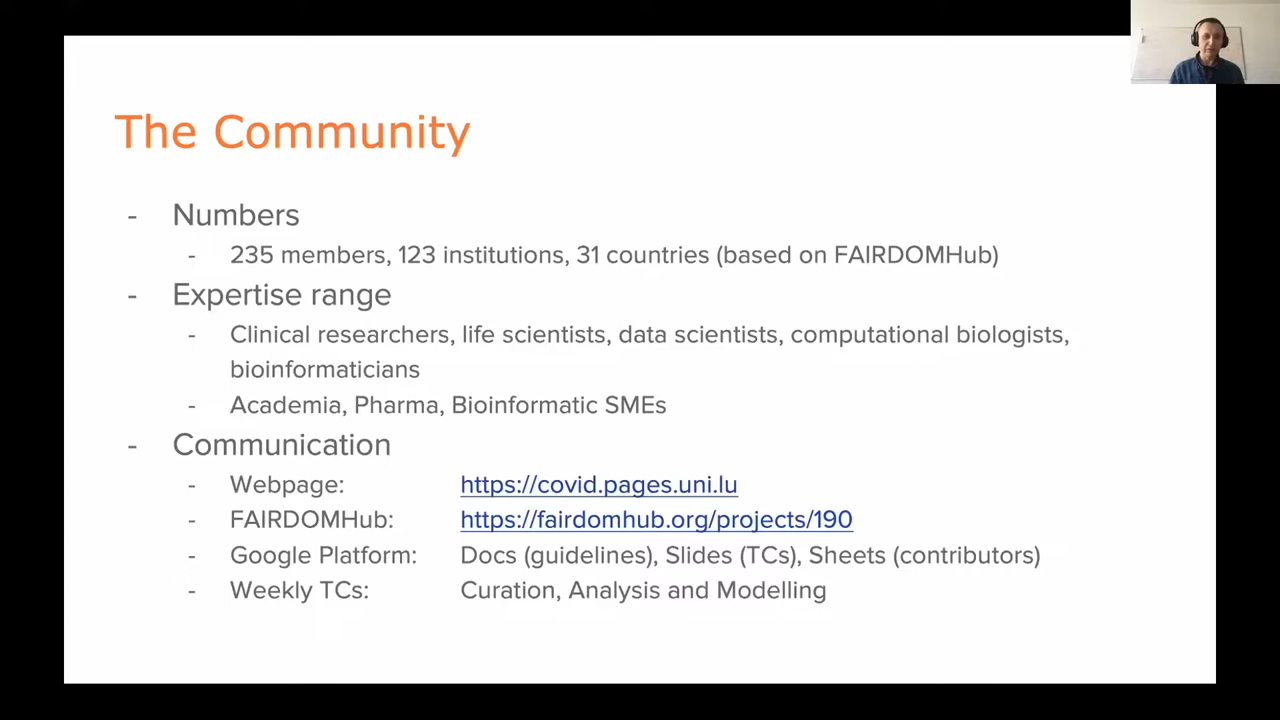 The Community
- Numbers
- 235 members, 123 institutions, 31 countries (based on FAIRDOMHub)
- Expertise range
- Clinical researchers, life scientists, data scientists, computational biologists,
bioinformaticians
- Academia, Pharma, Bioinformatic SMEs
- Communication
- Webpage: https://covid.pages.uni.lu
- FAIRDOMHub: https://fairdomhub.org/projects/190
- Google Platform: Docs (guidelines), Slides (TCs), Sheets (contributors)
- Weekly TCs: Curation, Analysis and Modelling